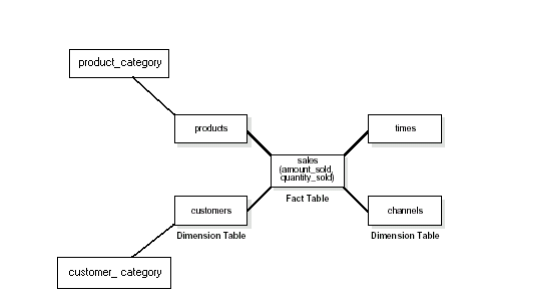 product_category
products
times
sales
(amount_sold,
quantity_sold)
Fact Table
customers
channels
Dimension Table
Dimension Table
customer_ category